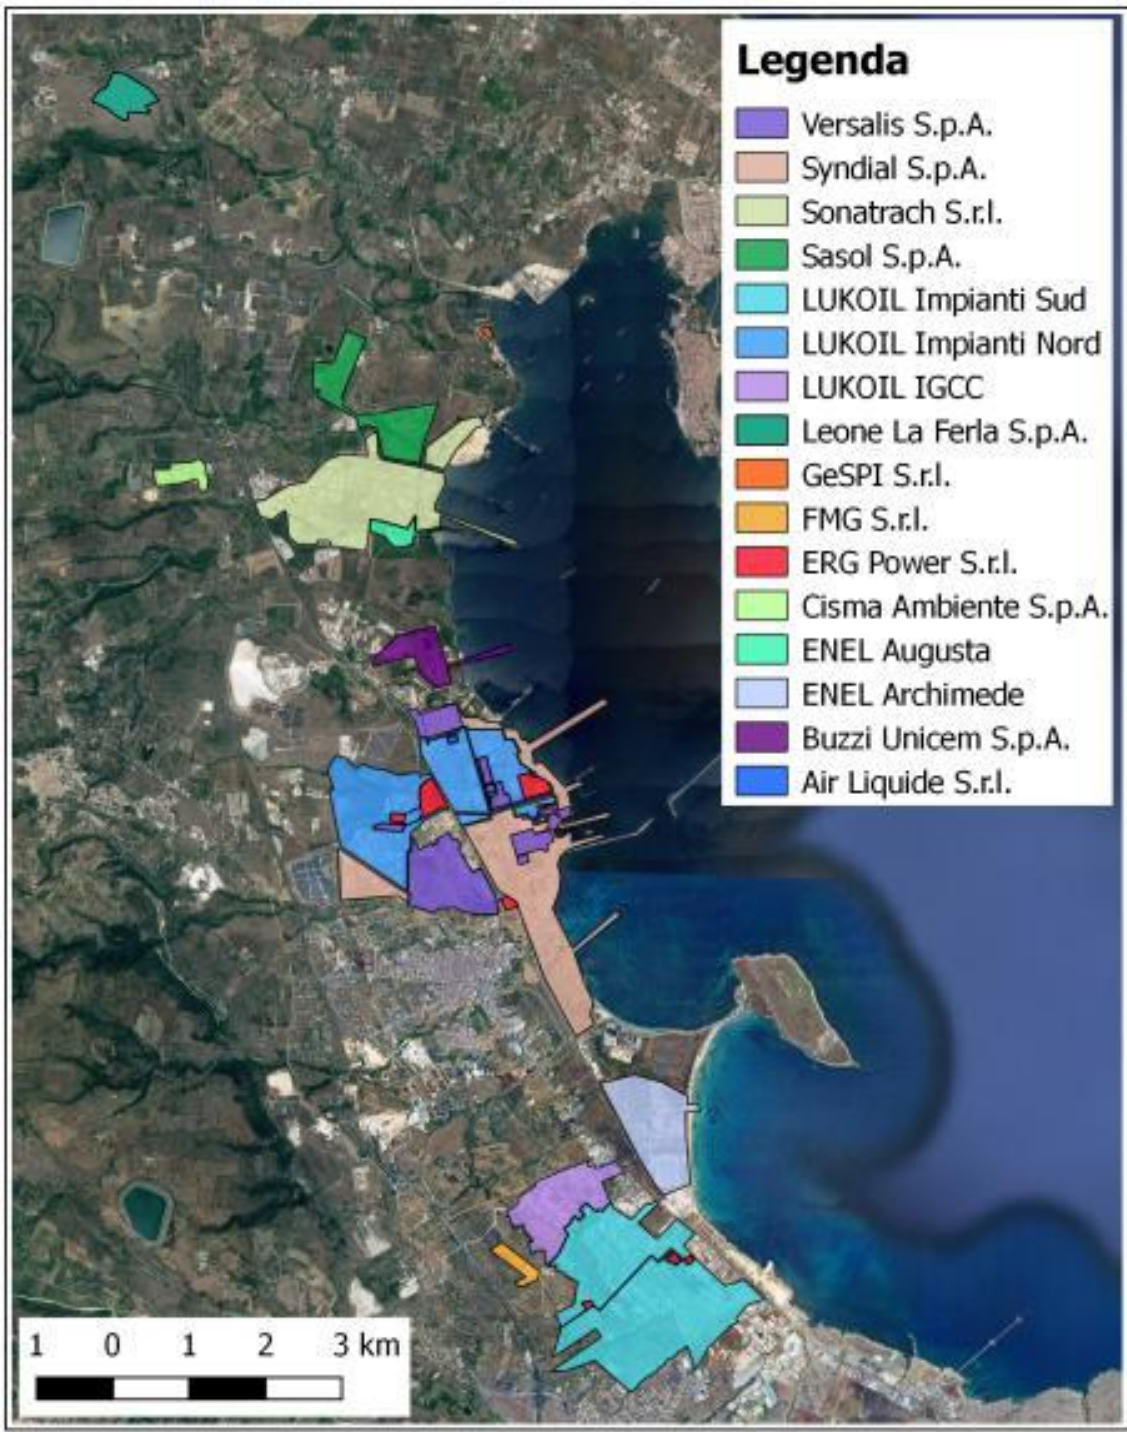 Legenda
Versalis S.p.A.
Syndial S.p.A.
Sonatrach S.r.l.
Sasol S.p.A.
LUKOIL Impianti Sud
LUKOIL Impianti Nord
LUKOIL IGCC
Leone La Ferla S.p.A.
GeSPI S.r.l.
FMG S.r.l.
ERG Power S.r.l.
Cisma Ambiente S.p.A.
ENEL Augusta
ENEL Archimede
Buzzi Unicem S.p.A.
Air Liquide S.r.l.
1 0 1 2 3 km